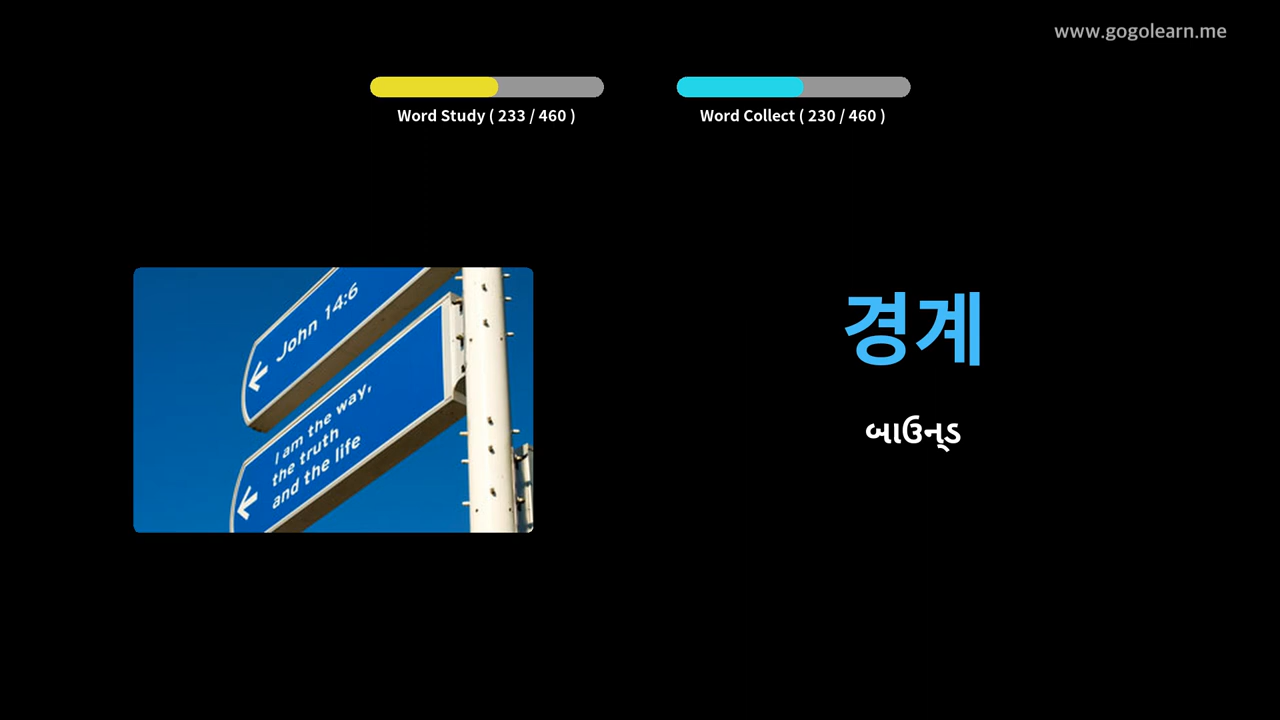 www.gogolearn.me
Word Study ( 233 / 460 )
Word Collect ( 230 / 460 )
John 14:6
I am the way,
the truth
and the life
경계
બાઉન્ડ